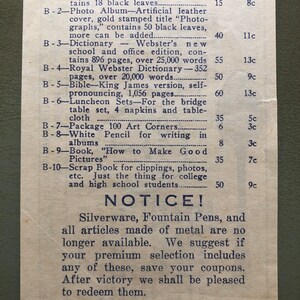 tains 18 black leaves 15 8c
B - 2—Photo Album—Artificial leather
cover, gold stamped title "Photo-
graphs," contains 50 black leaves,
more can be added 40 11c
B - 3—Dictionary — Webster's new
school and office edition, con-
tains 896 pages, over 25,000 words 55 13c
B - 4—Royal Webster Dictionary—352
pages, over 20,000 words 50 9c
B - 5—Bible—King James version, self-
pronouncing, 1,056 pages 60 13c
B - 6—Luncheon Sets—For the bridge
table set, 4 napkins and table-
cloth 35 5c
B - 7—Package 100 Art Corners 6 3c
B - 8—White Pencil for writing in
albums 8 3c
B - 9—Book, "How to Make Good
Pictures" 35 7c
B-10—Scrap Book for clippings, photos,
etc. Just the thing for college
and high school students 50 9c
NOTICE!
Silverware, Fountain Pens, and
all articles made of metal are no
longer available. We suggest if
your premium selection includes
any of these, save your coupons.
After victory we shall be pleased
to redeem them.